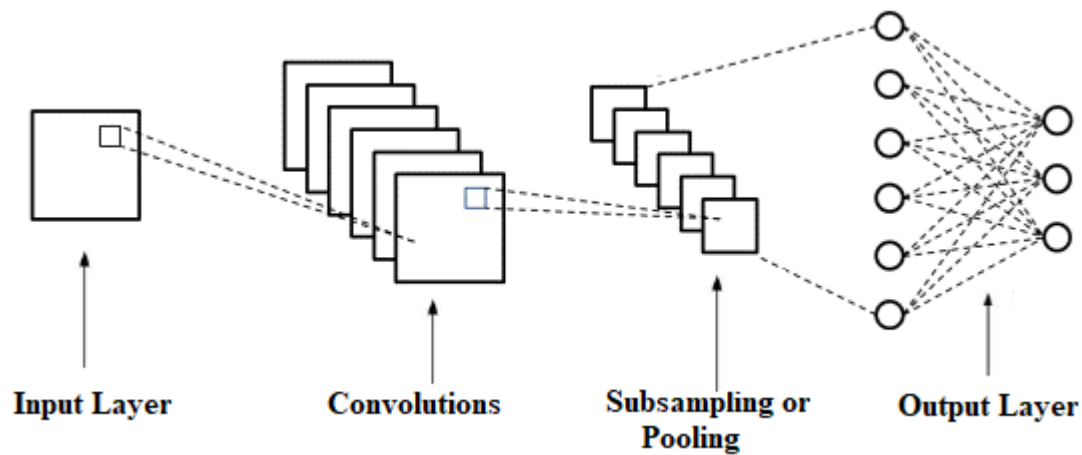 Input Layer
Convolutions
Subsampling or
Pooling
Output Layer